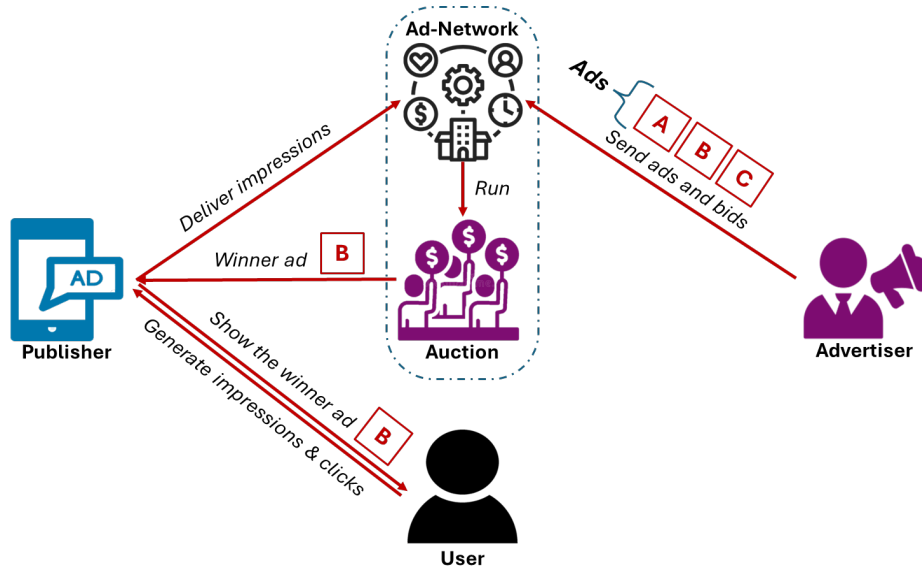 Ad-Network
$
Ads
A
B
C
Send ads and bids
Deliver impressions
Run
Winner ad
B
$
$
$
AD
Publisher
Auction
Advertiser
Show the winner ad
B
Generate impressions & clicks
User